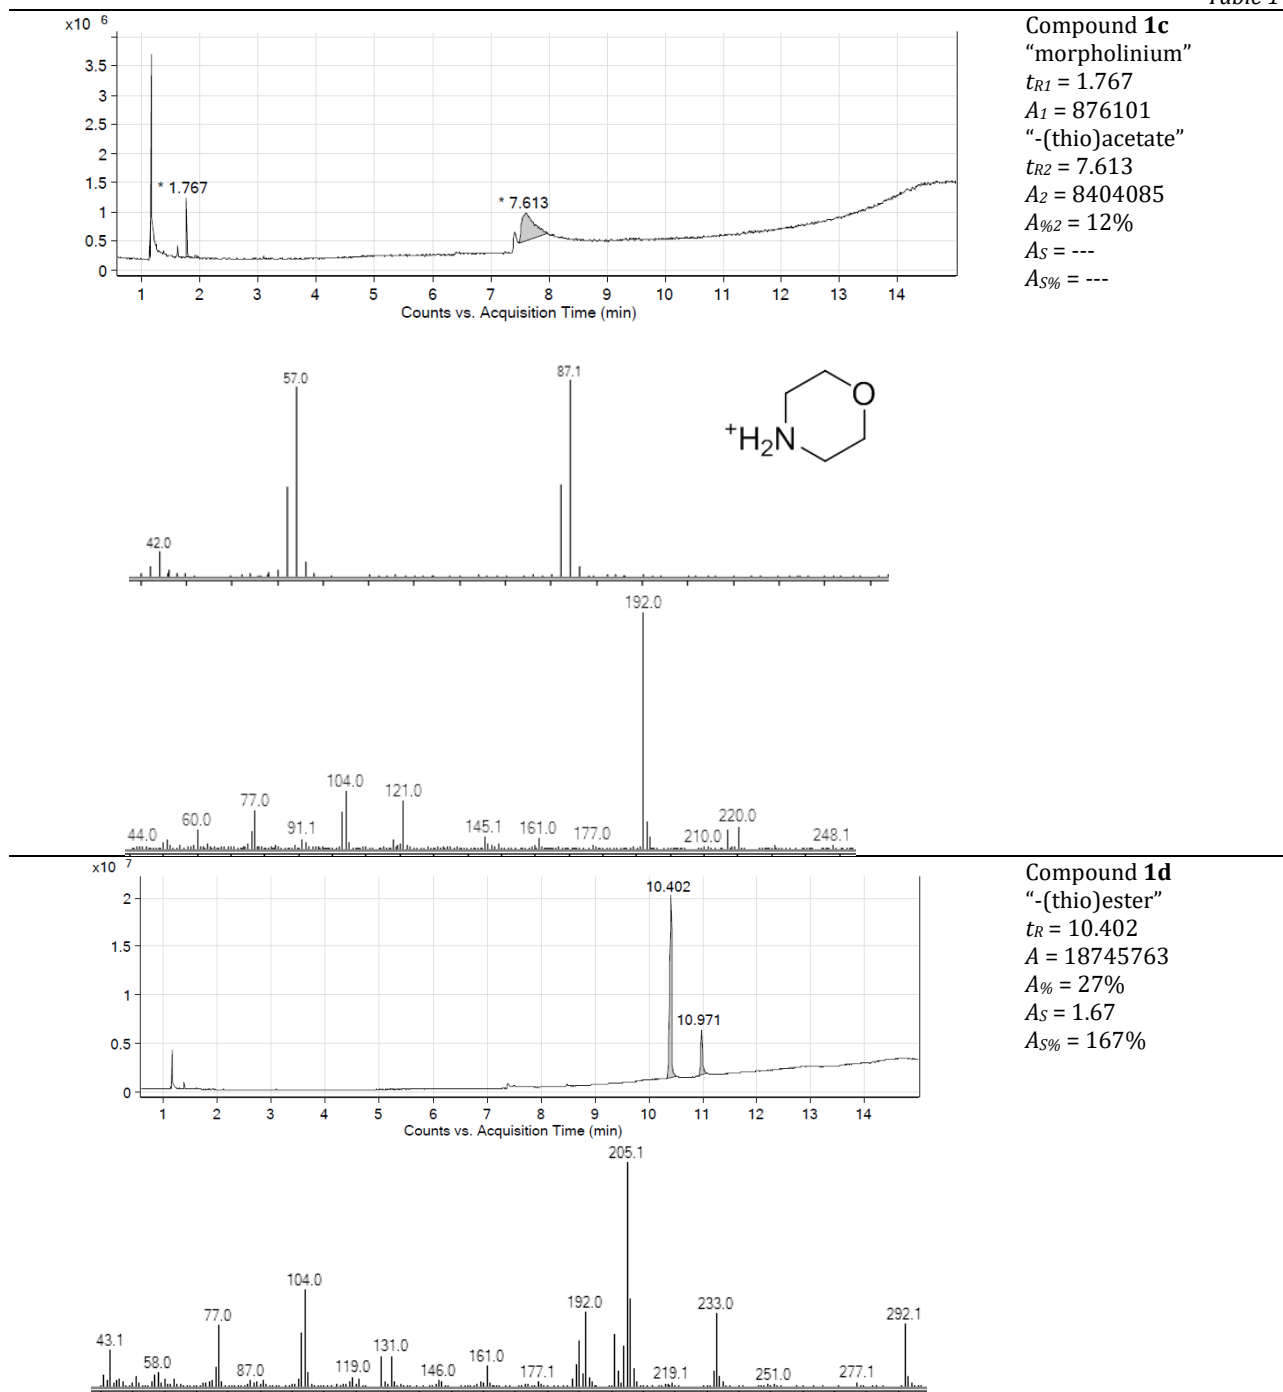 x10 6
3.5
3
2.5
2
1.5
1
0.5
0
* 1.767
* 7.613
1 2 3 4 5 6 7 8 9 10 11 12 13 14
Counts vs. Acquisition Time (min)
Compound 1c
“morpholinium”
tR1 = 1.767
A1 = 876101
“-(thio)acetate”
tR2 = 7.613
A2 = 8404085
A%2 = 12%
AS = ---
AS% = ---
42.0
57.0
87.1
+H2N
O
44.0
60.0
77.0
91.1
104.0
121.0
145.1
161.0
177.0
192.0
210.0
220.0
248.1
x10 7
2
1.5
1
0.5
0
10.402
10.971
1 2 3 4 5 6 7 8 9 10 11 12 13 14
Counts vs. Acquisition Time (min)
Compound 1d
“-(thio)ester”
tR = 10.402
A = 18745763
A% = 27%
AS = 1.67
AS% = 167%
43.1
58.0
77.0
87.0
104.0
119.0
131.0
146.0
161.0
177.1
192.0
205.1
219.1
233.0
251.0
277.1
292.1